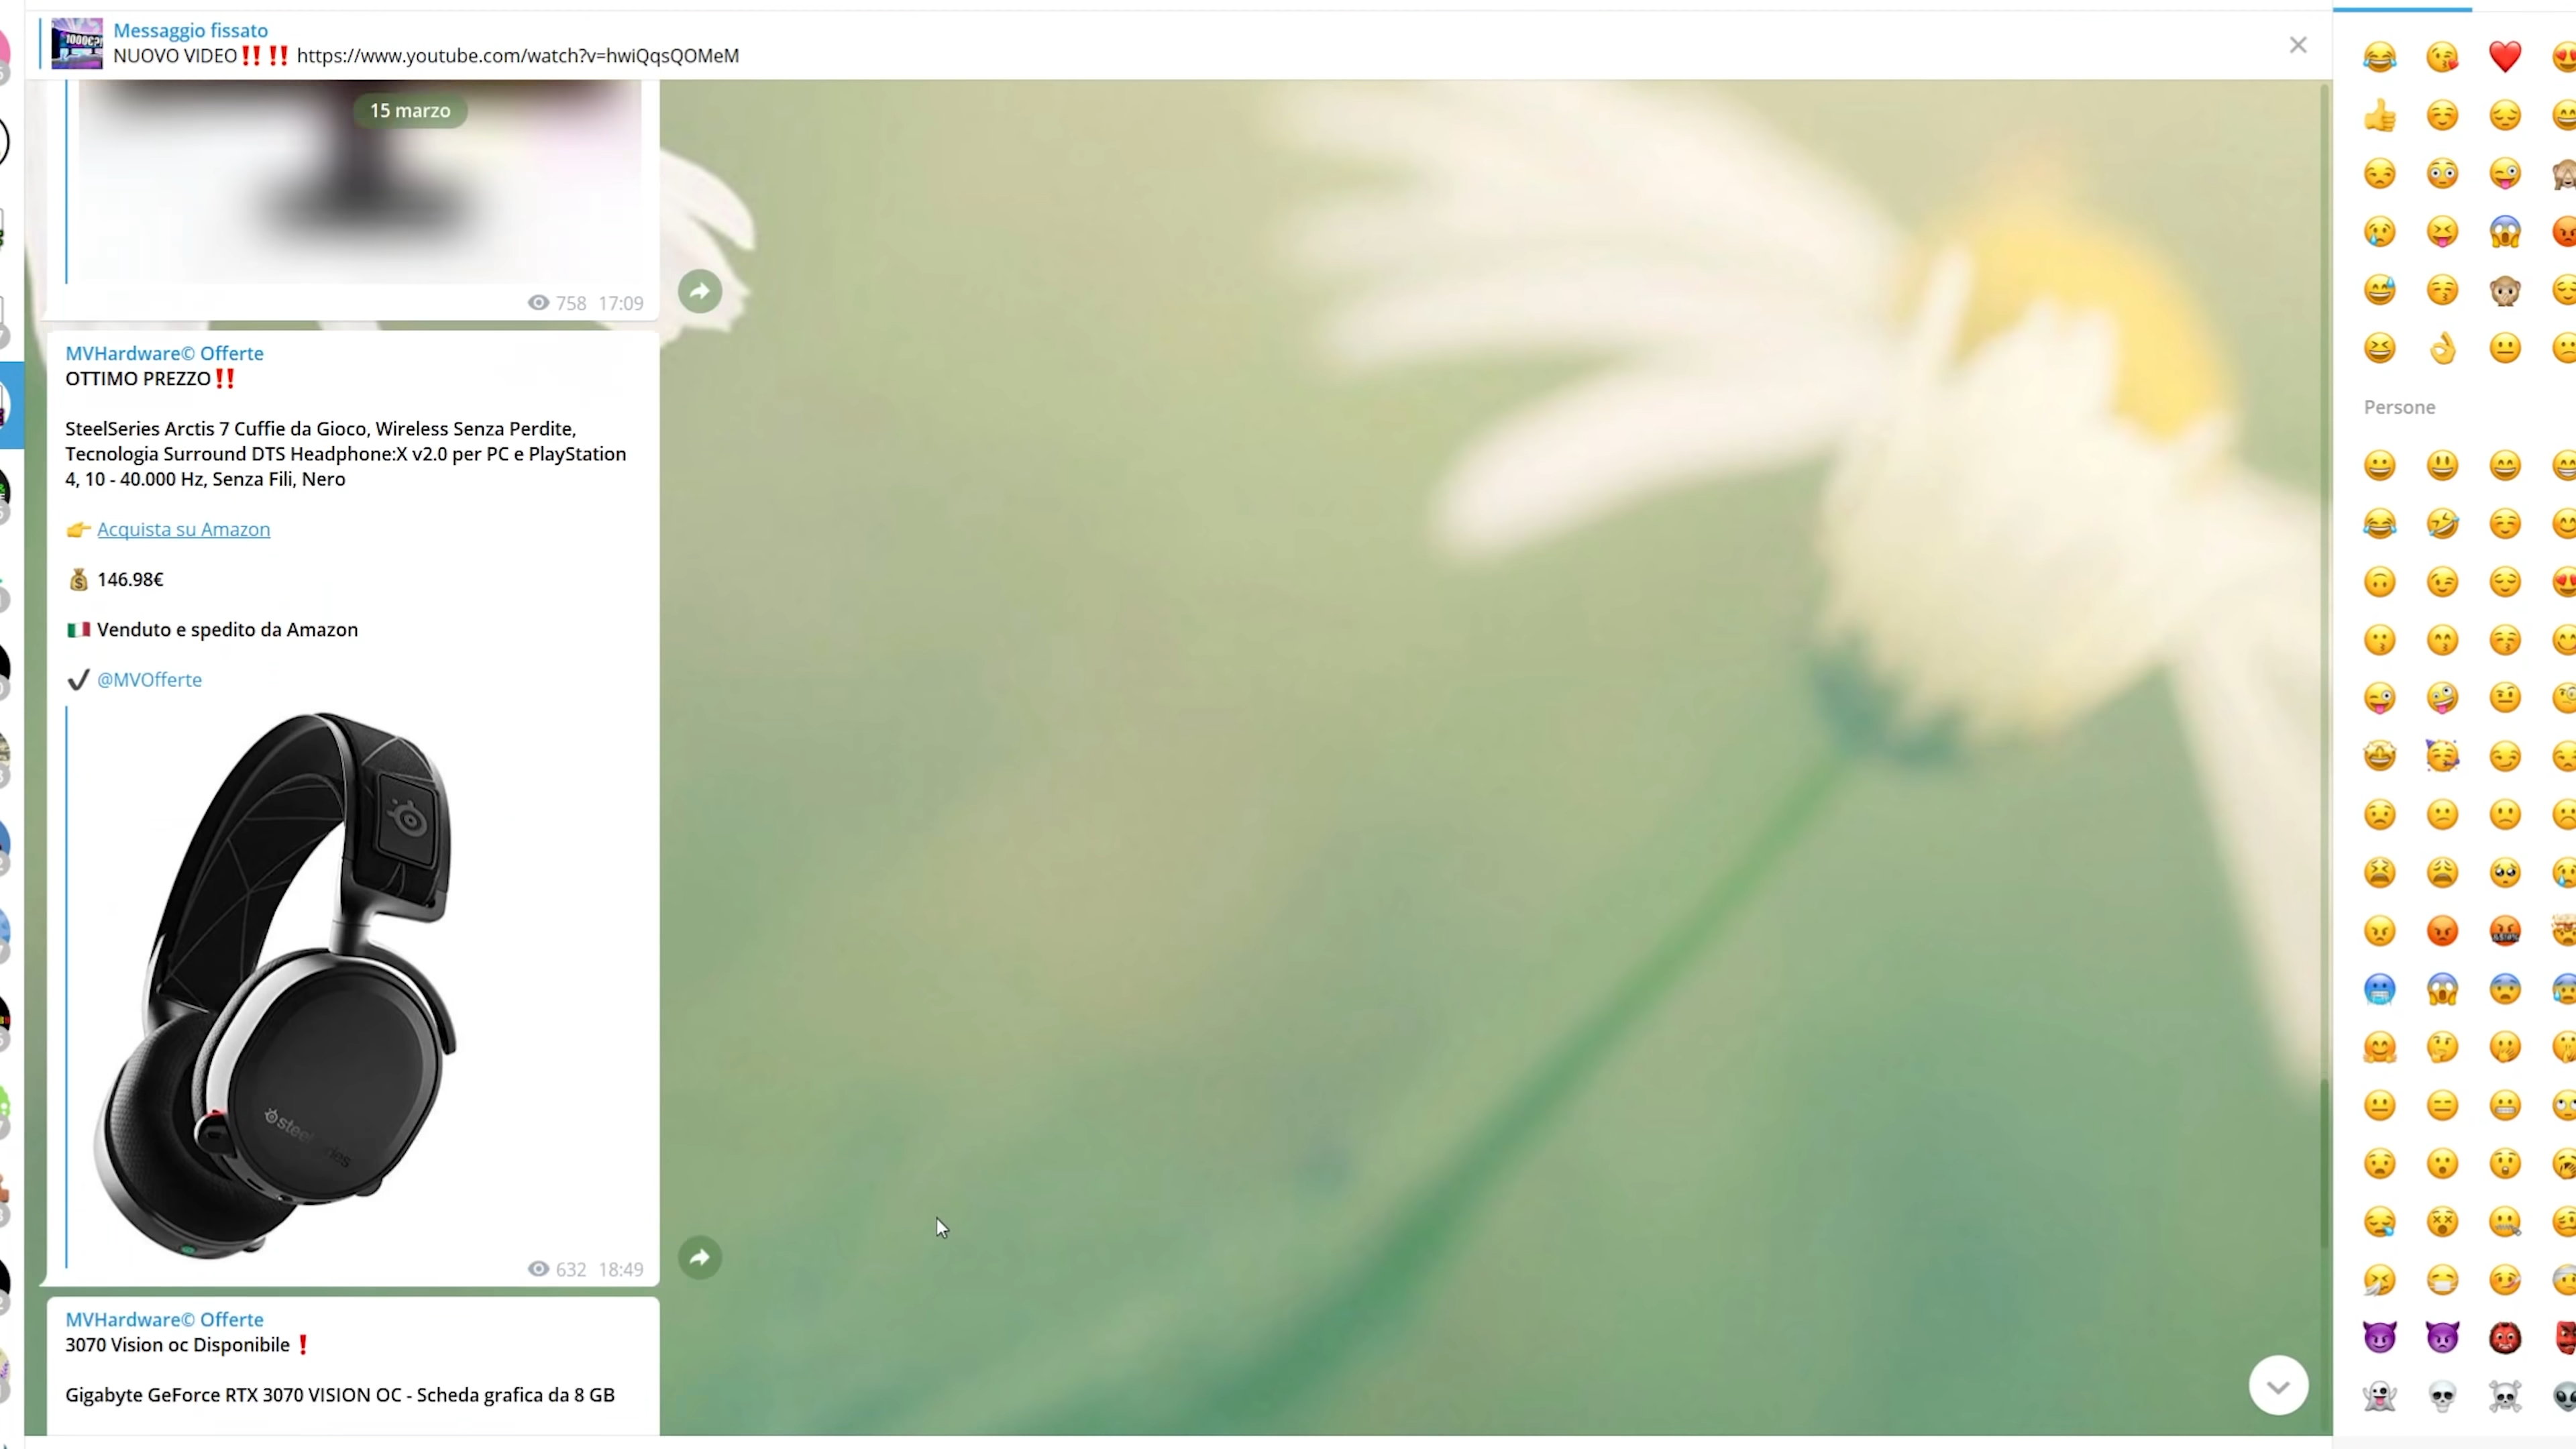 Messaggio fissato
NUOVO VIDEO‼️‼️ https://www.youtube.com/watch?v=hwiQqsQOMeM
15 marzo
758 17:09
MVHardware© Offerte
OTTIMO PREZZO‼️
SteelSeries Arctis 7 Cuffie da Gioco, Wireless Senza Perdite,
Tecnologia Surround DTS Headphone:X v2.0 per PC e PlayStation
4, 10 - 40.000 Hz, Senza Fili, Nero
👉 Acquista su Amazon
💰 146.98€
🇮🇹 Venduto e spedito da Amazon
✔️ @MVOfferte
632 18:49
MVHardware© Offerte
3070 Vision oc Disponibile❗
Gigabyte GeForce RTX 3070 VISION OC - Scheda grafica da 8 GB
Persone